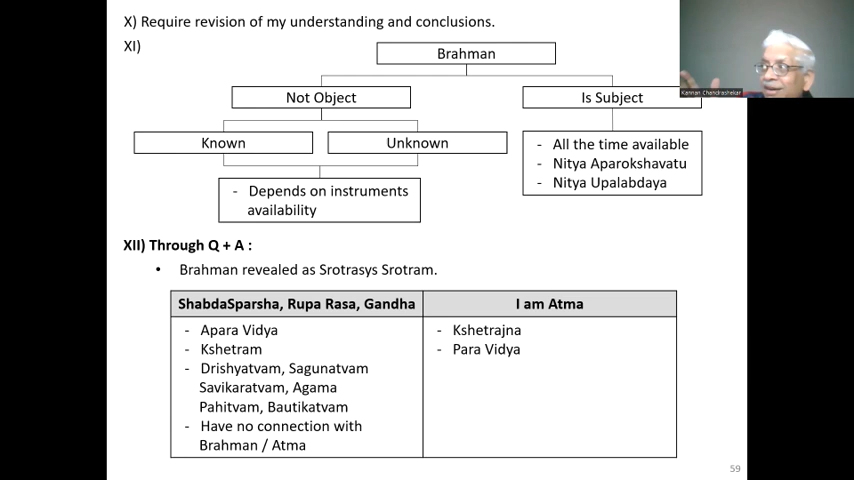 X) Require revision of my understanding and conclusions.
XI)
Brahman
Not Object
Is Subject
Known
Unknown
- Depends on instruments
availability
- All the time available
- Nitya Aparokshavatu
- Nitya Upalabdaya
XII) Through Q + A :
• Brahman revealed as Srotrasys Srotram.
ShabdaSparsha, Rupa Rasa, Gandha
I am Atma
- Apara Vidya
- Kshetram
- Drishyatvam, Sagunatvam
Savikaratvam, Agama
Pahitvam, Bautikatvam
- Have no connection with
Brahman / Atma
- Kshetrajna
- Para Vidya
59
Kannan Chandrashekar